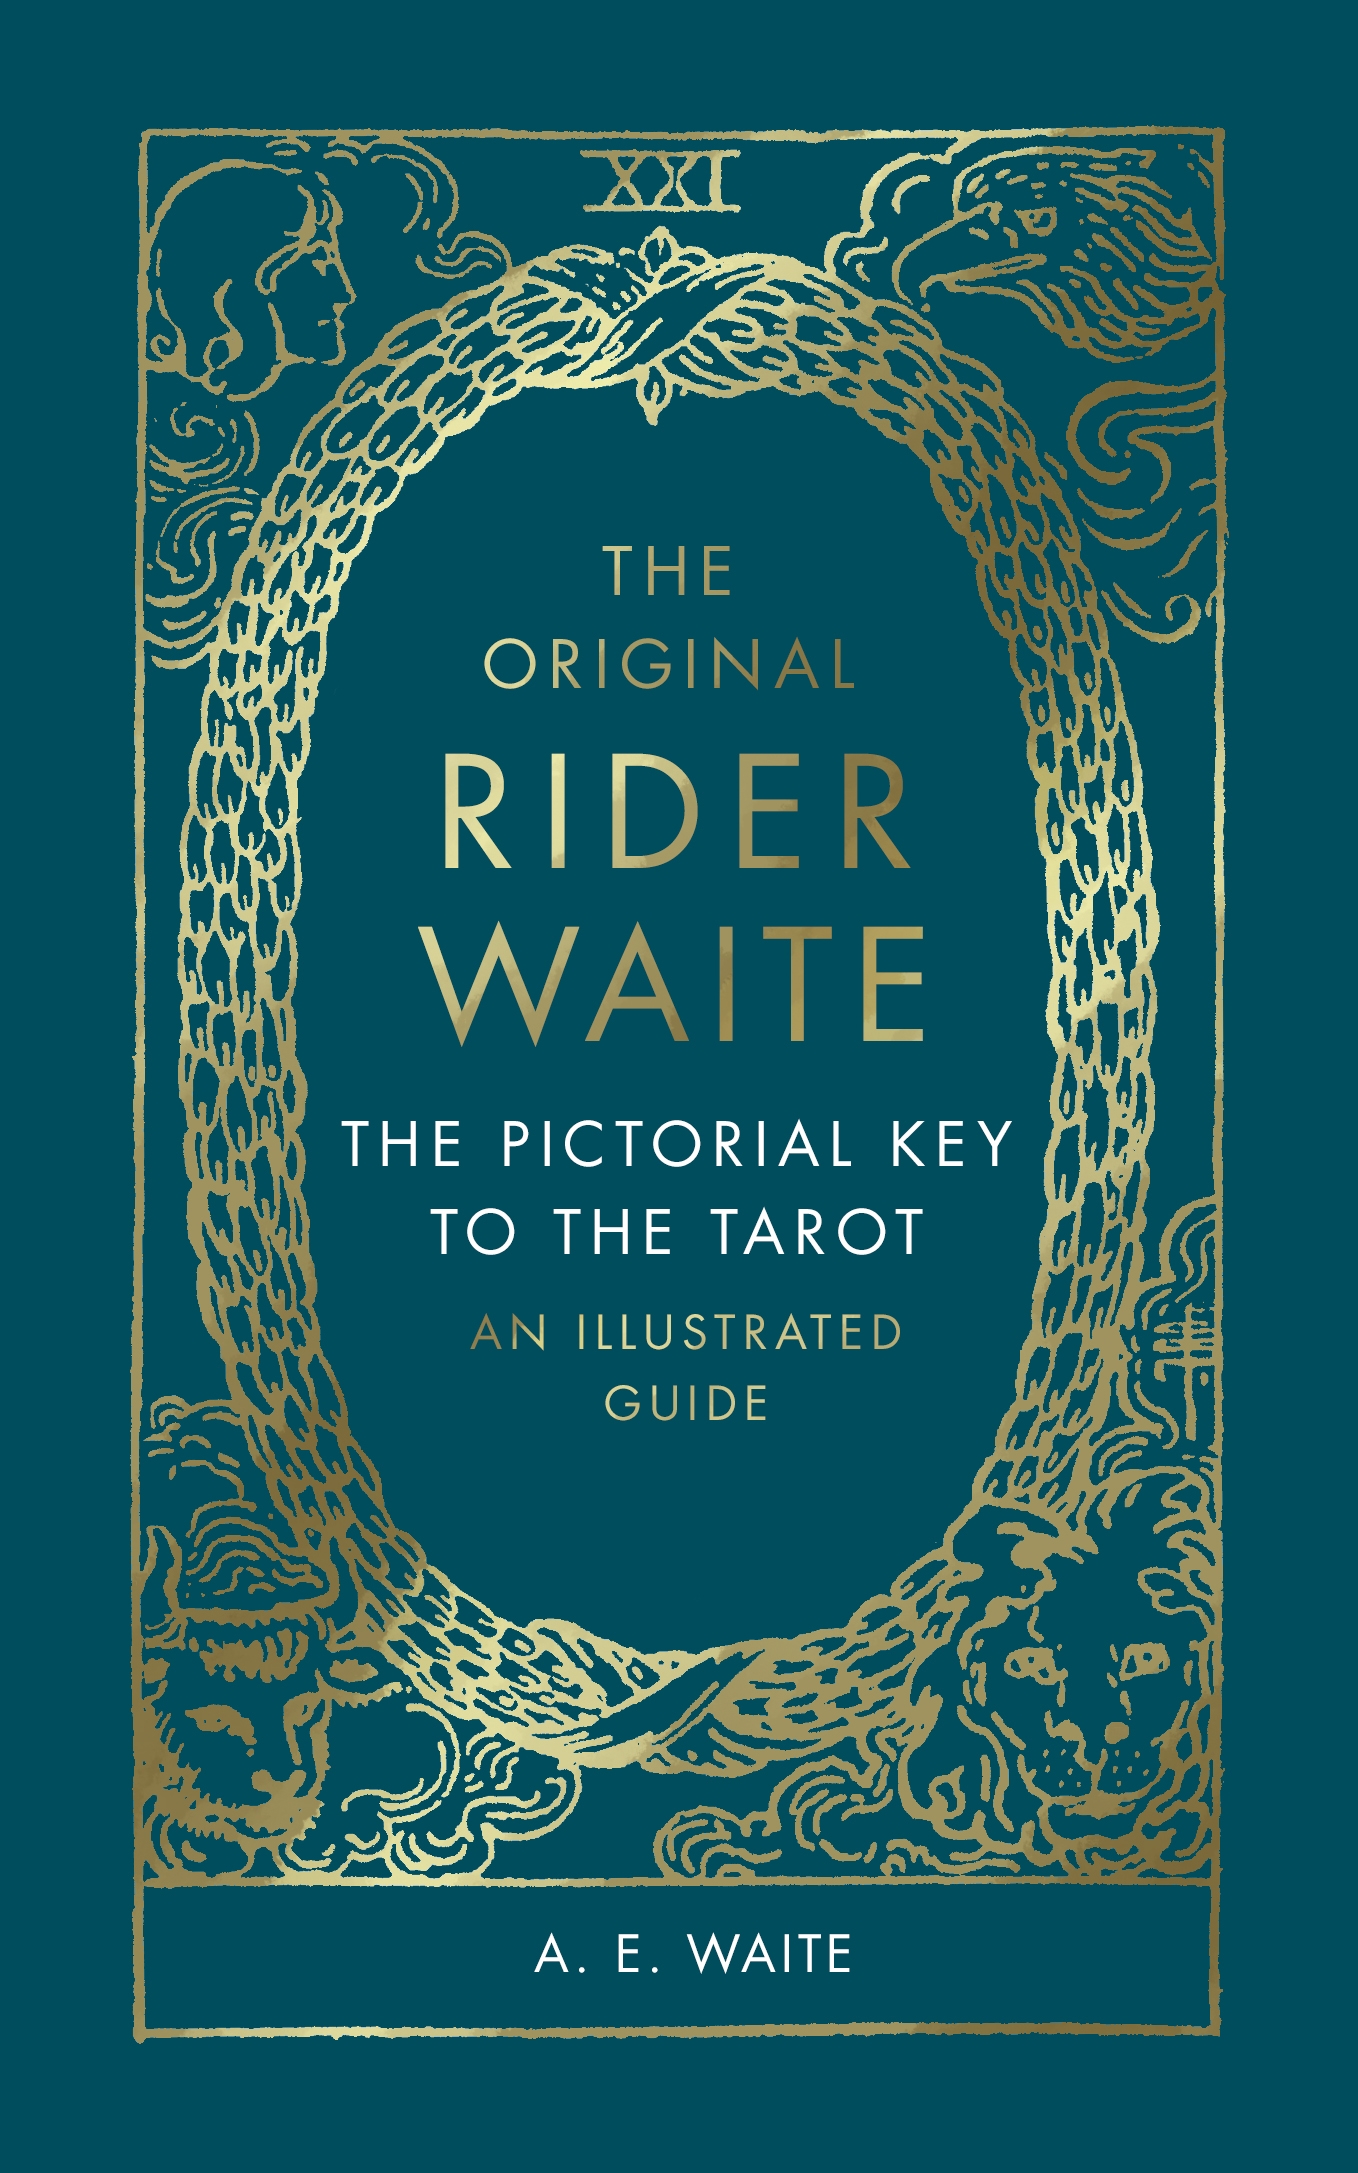 XXI
THE
ORIGINAL
RIDER
WAITE
THE PICTORIAL KEY
TO THE TAROT
AN ILLUSTRATED
GUIDE
A. E. WAITE